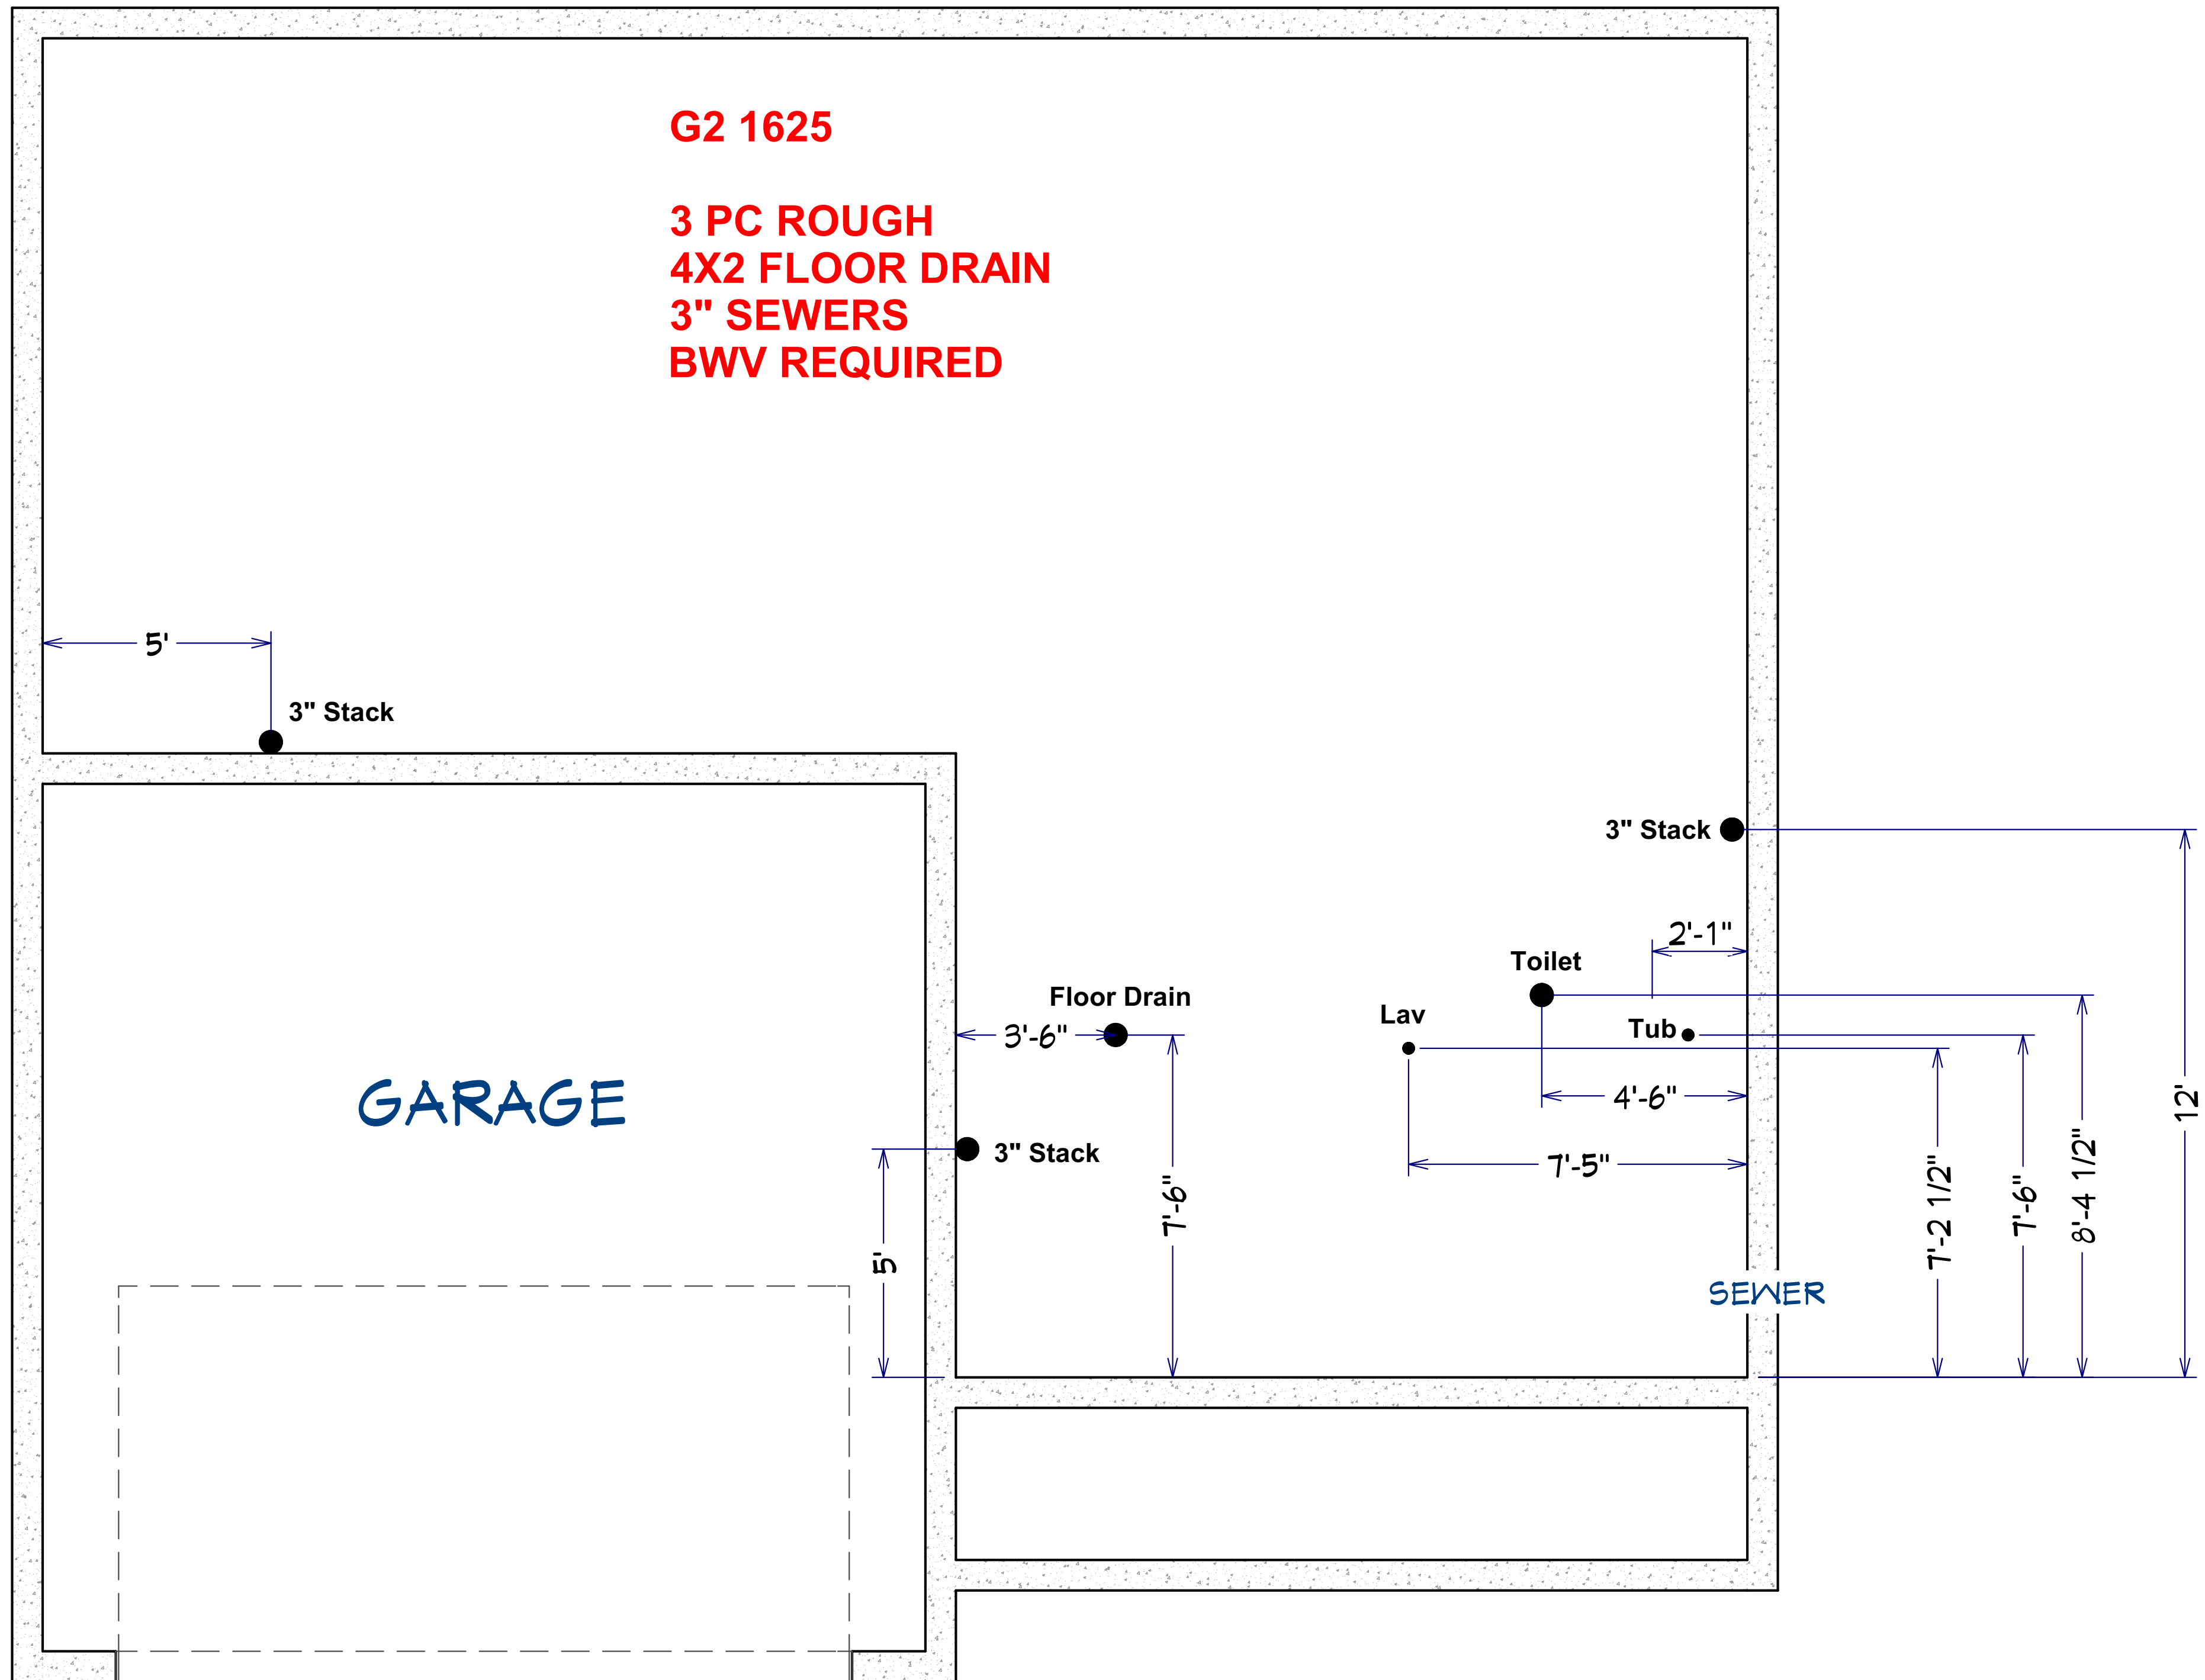 G2 1625
3 PC ROUGH
4X2 FLOOR DRAIN
3" SEWERS
BWV REQUIRED
5'
3" Stack
3" Stack
2'-1"
Toilet
Floor Drain
Lav
Tub
3'-6"
4'-6"
GARAGE
12'
3" Stack
7'-5"
7'-6"
7'-2 1/2"
7'-6"
8'-4 1/2"
5'
SEWER